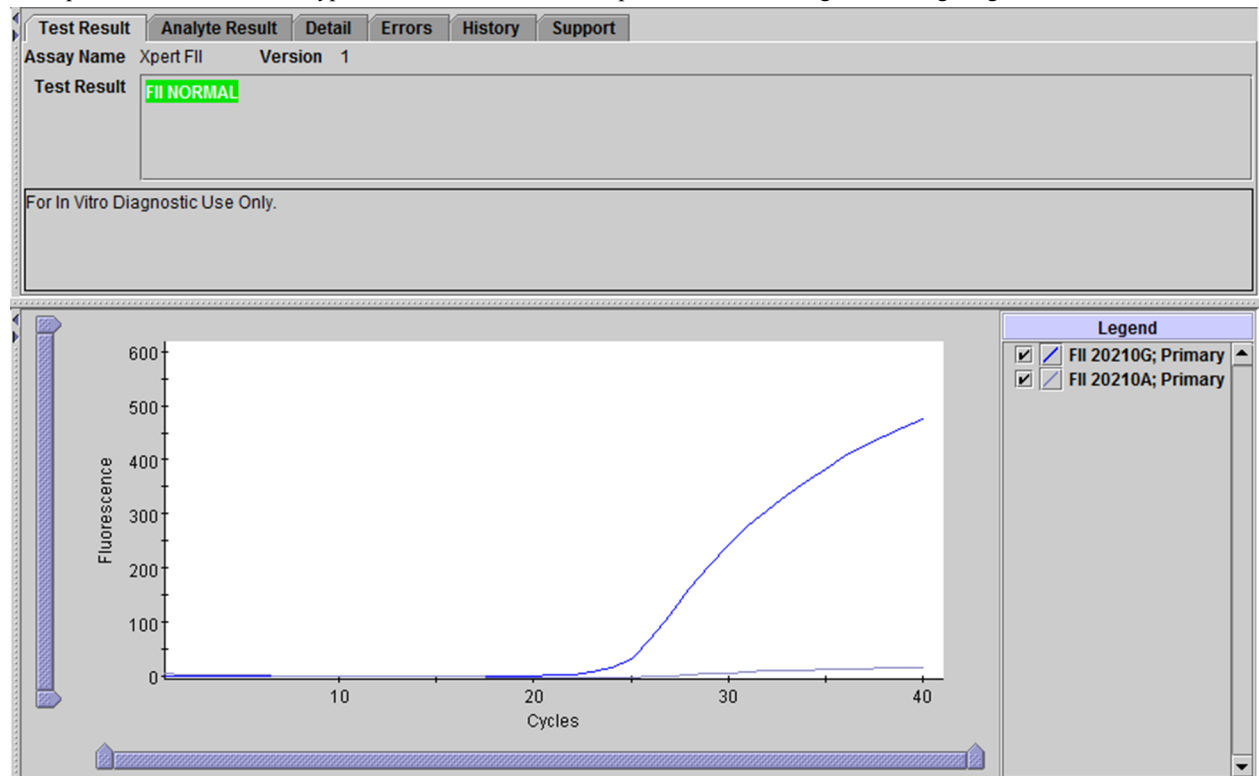 Test Result Analyte Result Detail Errors History Support
Assay Name Xpert FII Version 1
Test Result FII NORMAL
For In Vitro Diagnostic Use Only.
Legend
FII 20210G; Primary
FII 20210A; Primary
600
500
400
300
200
100
0
Fluorescence
10 20 30 40
Cycles